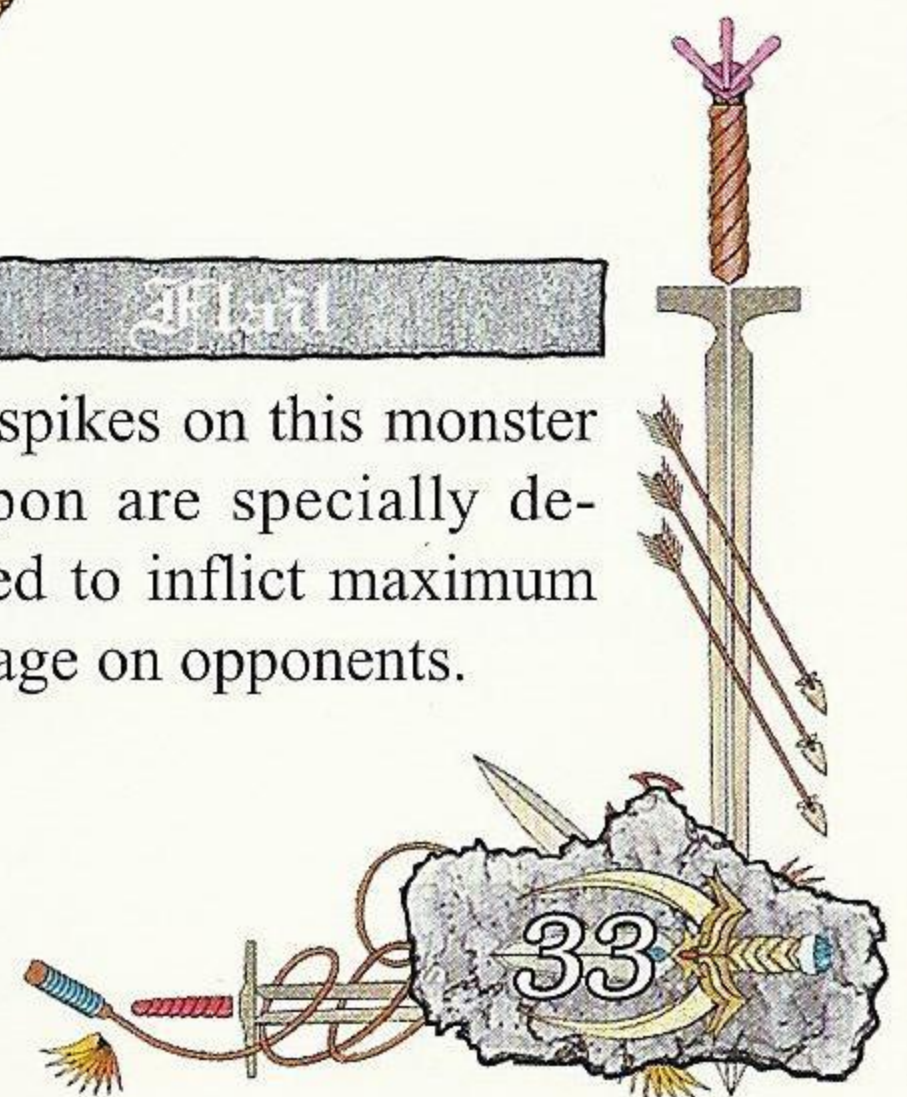 Flail
spikes on this monster
pon are specially de-
ed to inflict maximum
age on opponents.
33